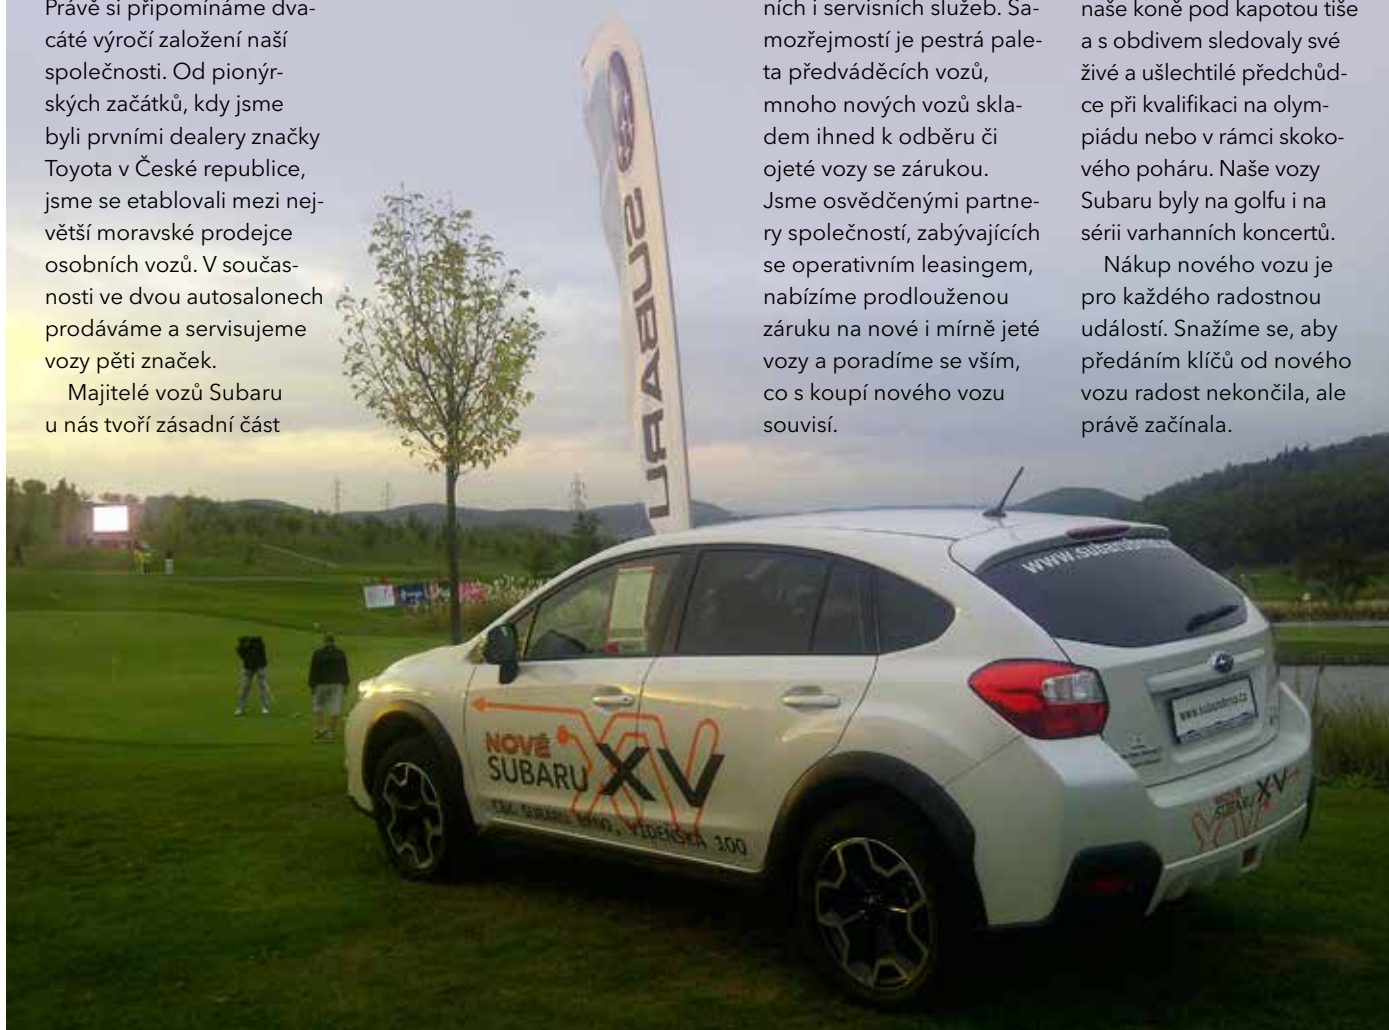 Právě si připomínáme dva-
cáté výročí založení naší
společnosti. Od pionýr-
ských začátků, kdy jsme
byli prvními dealery značky
Toyota v České republice,
jsme se etablovali mezi nej-
větší moravské prodejce
osobních vozů. V součas-
nosti ve dvou autosalonech
prodáváme a servisujeme
vozy pěti značek.
Majitelé vozů Subaru
u nás tvoří zásadní část
ních i servisních služeb. Sa-
mozřejmostí je pestrá pale-
ta předváděcích vozů,
mnoho nových vozů skla-
dem ihned k odběru či
ojeté vozy se zárukou.
Jsme osvědčenými partne-
ry společností, zabývajících
se operativním leasingem,
nabízíme prodlouženou
záruku na nové i mírně jeté
vozy a poradíme se vším,
co s koupí nového vozu
souvisí.
naše koně pod kapotou tiše
a s obdivem sledovaly své
živé a ušlechtilé předchůd-
ce při kvalifikaci na olym-
piádu nebo v rámci skoko-
vého poháru. Naše vozy
Subaru byly na golfu i na
sérii varhanních koncertů.
Nákup nového vozu je
pro každého radostnou
událostí. Snažíme se, aby
předáním klíčů od nového
vozu radost nekončila, ale
právě začínala.
SUBARU
NOVÉ
SUBARU XV
SUBARU BRNO, VÍDEŇSKÁ 100
NOVÉ
SUBARU XV